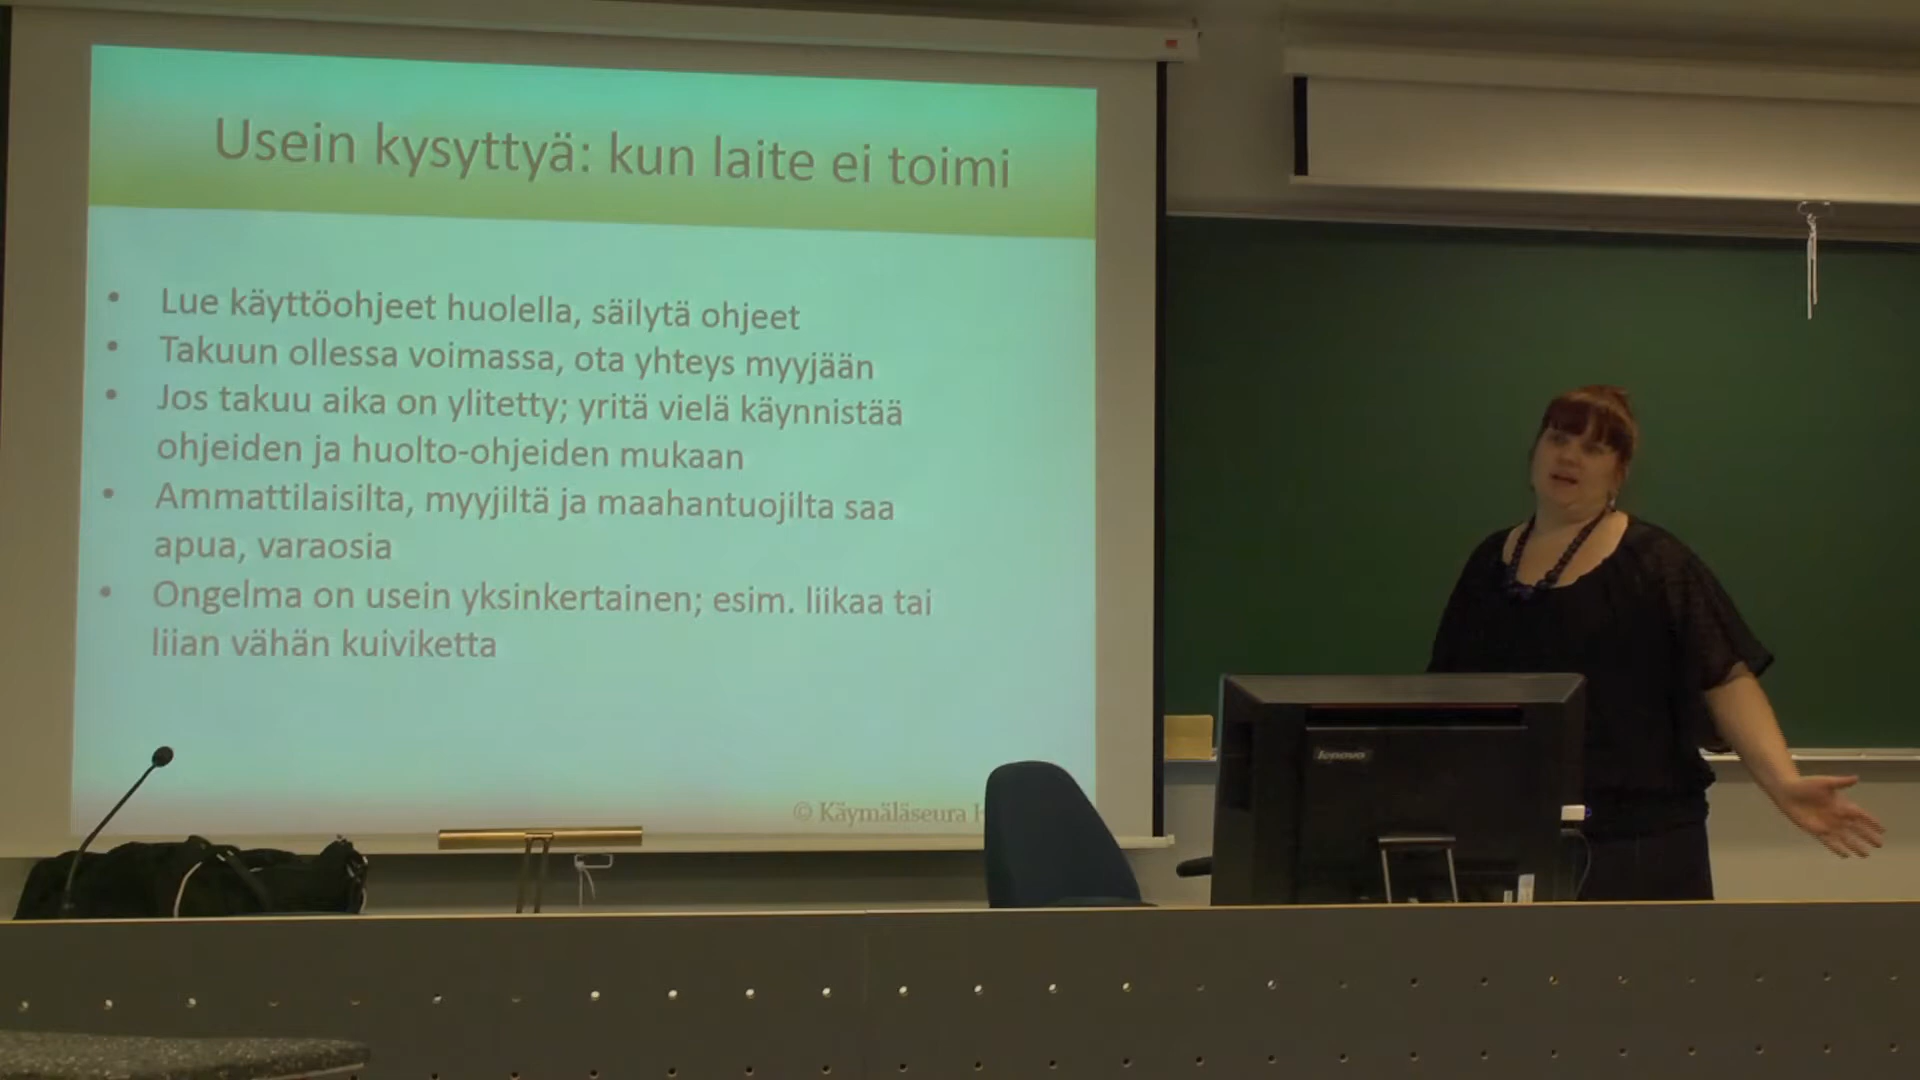 Usein kysyttyä: kun laite ei toimi
• Lue käyttöohjeet huolella, säilytä ohjeet
• Takuun ollessa voimassa, ota yhteys myyjään
• Jos takuu aika on ylitetty; yritä vielä käynnistää
ohjeiden ja huolto-ohjeiden mukaan
• Ammattilaisilta, myyjiltä ja maahantuojilta saa
apua, varaosia
• Ongelma on usein yksinkertainen; esim. liikaa tai
liian vähän kuiviketta
© Käymäläseura
lenovo